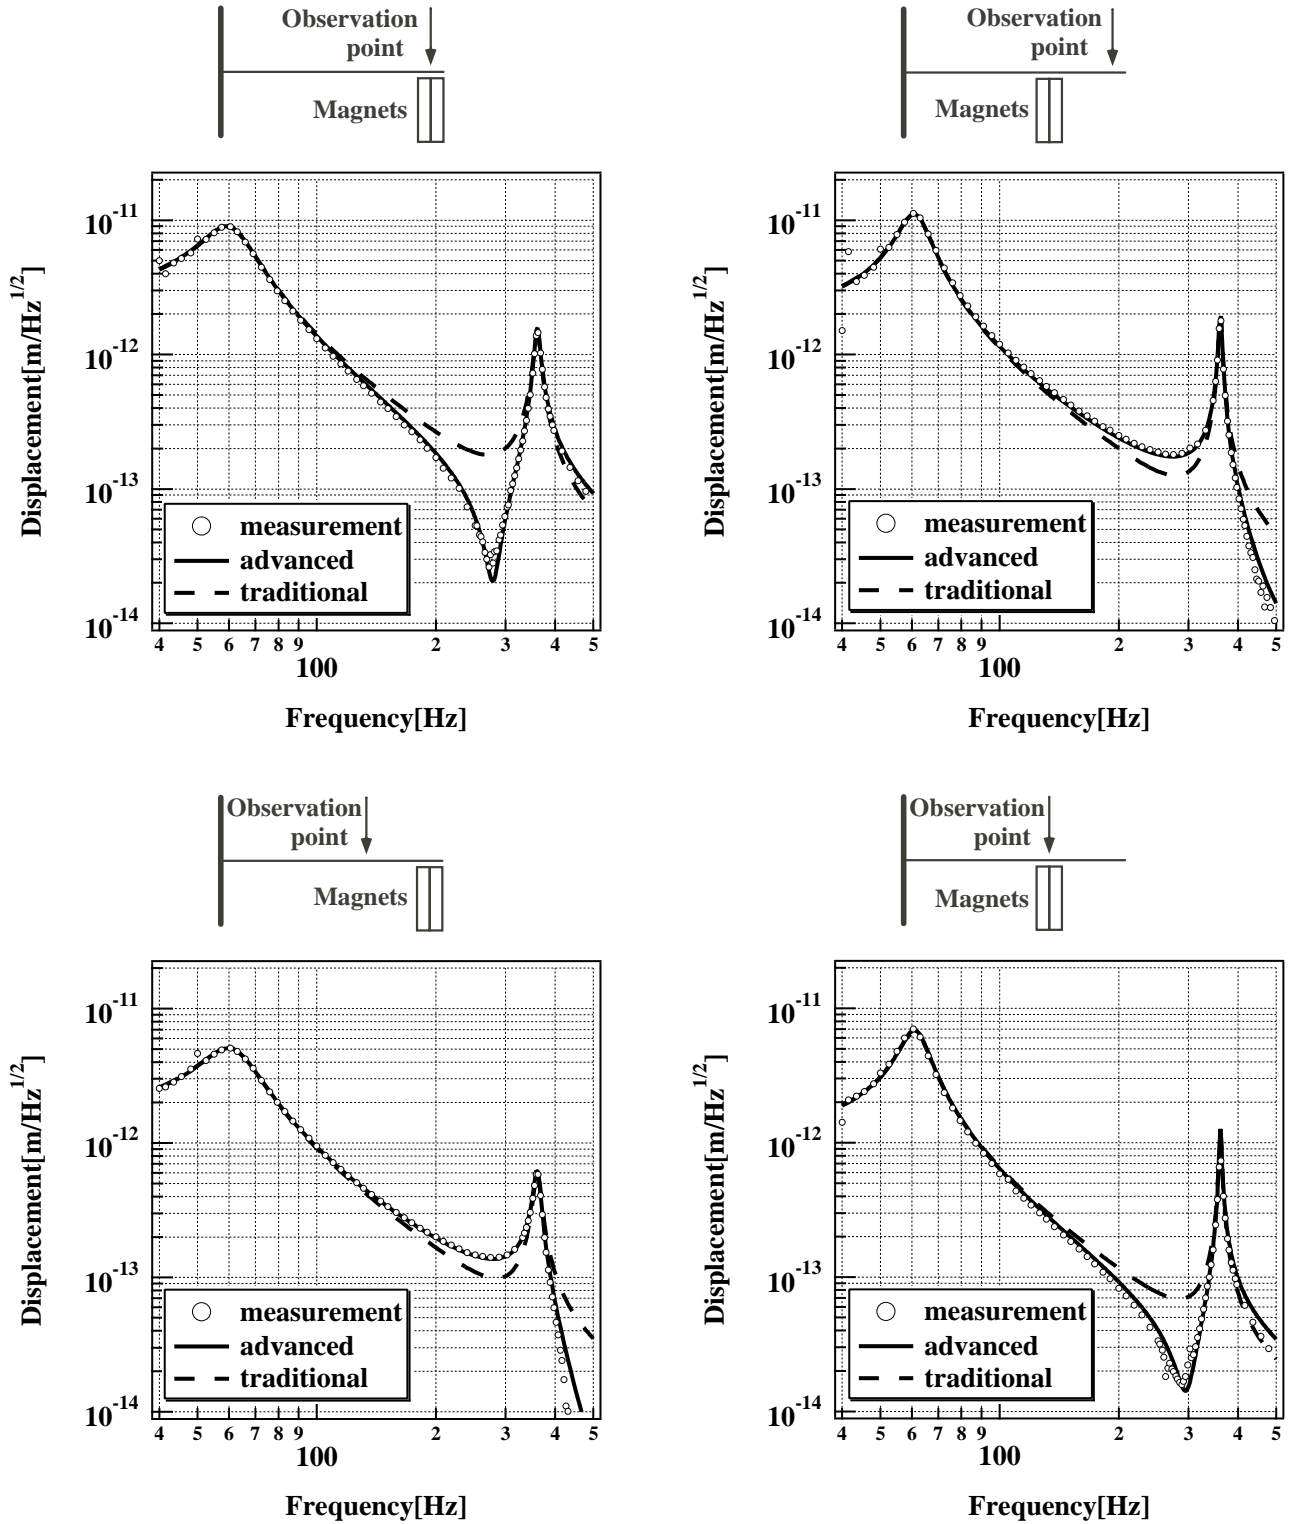 Observation
point
Magnets
Displacement[m/Hz^1/2]
10^-11
10^-12
10^-13
10^-14
measurement
advanced
traditional
4 5 6 7 8 9 2 3 4 5
100
Frequency[Hz]
Observation
point
Magnets
Displacement[m/Hz^1/2]
10^-11
10^-12
10^-13
10^-14
measurement
advanced
traditional
4 5 6 7 8 9 2 3 4 5
100
Frequency[Hz]
Observation
point
Magnets
Displacement[m/Hz^1/2]
10^-11
10^-12
10^-13
10^-14
measurement
advanced
traditional
4 5 6 7 8 9 2 3 4 5
100
Frequency[Hz]
Observation
point
Magnets
Displacement[m/Hz^1/2]
10^-11
10^-12
10^-13
10^-14
measurement
advanced
traditional
4 5 6 7 8 9 2 3 4 5
100
Frequency[Hz]